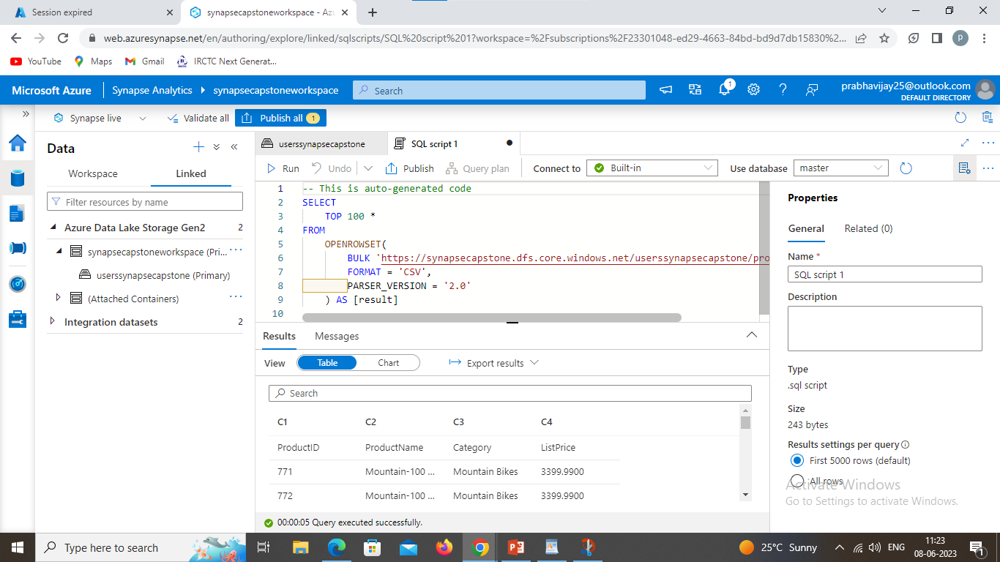 Session expired
synapsecapstoneworkspace - Azu
web.azuresynapse.net/en/authoring/explore/linked/sqlscripts/SQL%20script%201?workspace=%2Fsubscriptions%2F23301048-ed29-4663-84bd-bd9d7db15830%2...
P
YouTube Maps Gmail IRCTC Next Generat...
Microsoft Azure Synapse Analytics synapsecapstoneworkspace Search 1 prabhavijay25@outlook.com
DEFAULT DIRECTORY
Synapse live Validate all Publish all 1
Data
Workspace Linked
Filter resources by name
Azure Data Lake Storage Gen2 2
synapsecapstoneworkspace (Pri...
userssynapsecapstone (Primary)
(Attached Containers)
Integration datasets 2
userssynapsecapstone SQL script 1
Run Undo Publish Query plan Connect to Built-in Use database master
1 -- This is auto-generated code
2 SELECT
3 TOP 100 *
4 FROM
5 OPENROWSET(
6 BULK 'https://synapsecapstone.dfs.core.windows.net/userssynapsecapstone/pro
7 FORMAT = 'CSV',
8 PARSER_VERSION = '2.0'
9 ) AS [result]
10
Results Messages
View Table Chart Export results
Search
C1 C2 C3 C4
ProductID ProductName Category ListPrice
771 Mountain-100 ... Mountain Bikes 3399.9900
772 Mountain-100 ... Mountain Bikes 3399.9900
00:00:05 Query executed successfully.
Properties
General Related (0)
Name *
SQL script 1
Description
Type
.sql script
Size
243 bytes
Results settings per query
First 5000 rows (default)
All rows
Activate Windows
Go to Settings to activate Windows.
Type here to search
25°C Sunny ENG 11:23
08-06-2023
1